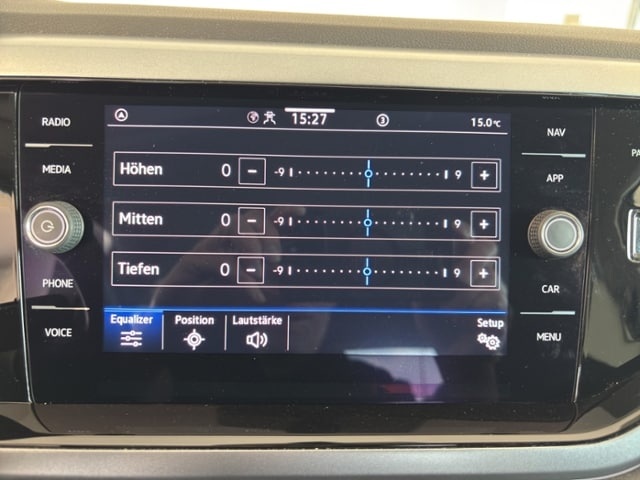 RADIO
MEDIA
PHONE
VOICE
15:27
3
15.0°C
Höhen 0 - -9 9 +
Mitten 0 - -9 9 +
Tiefen 0 - -9 9 +
Equalizer Position Lautstärke Setup
NAV
APP
CAR
MENU